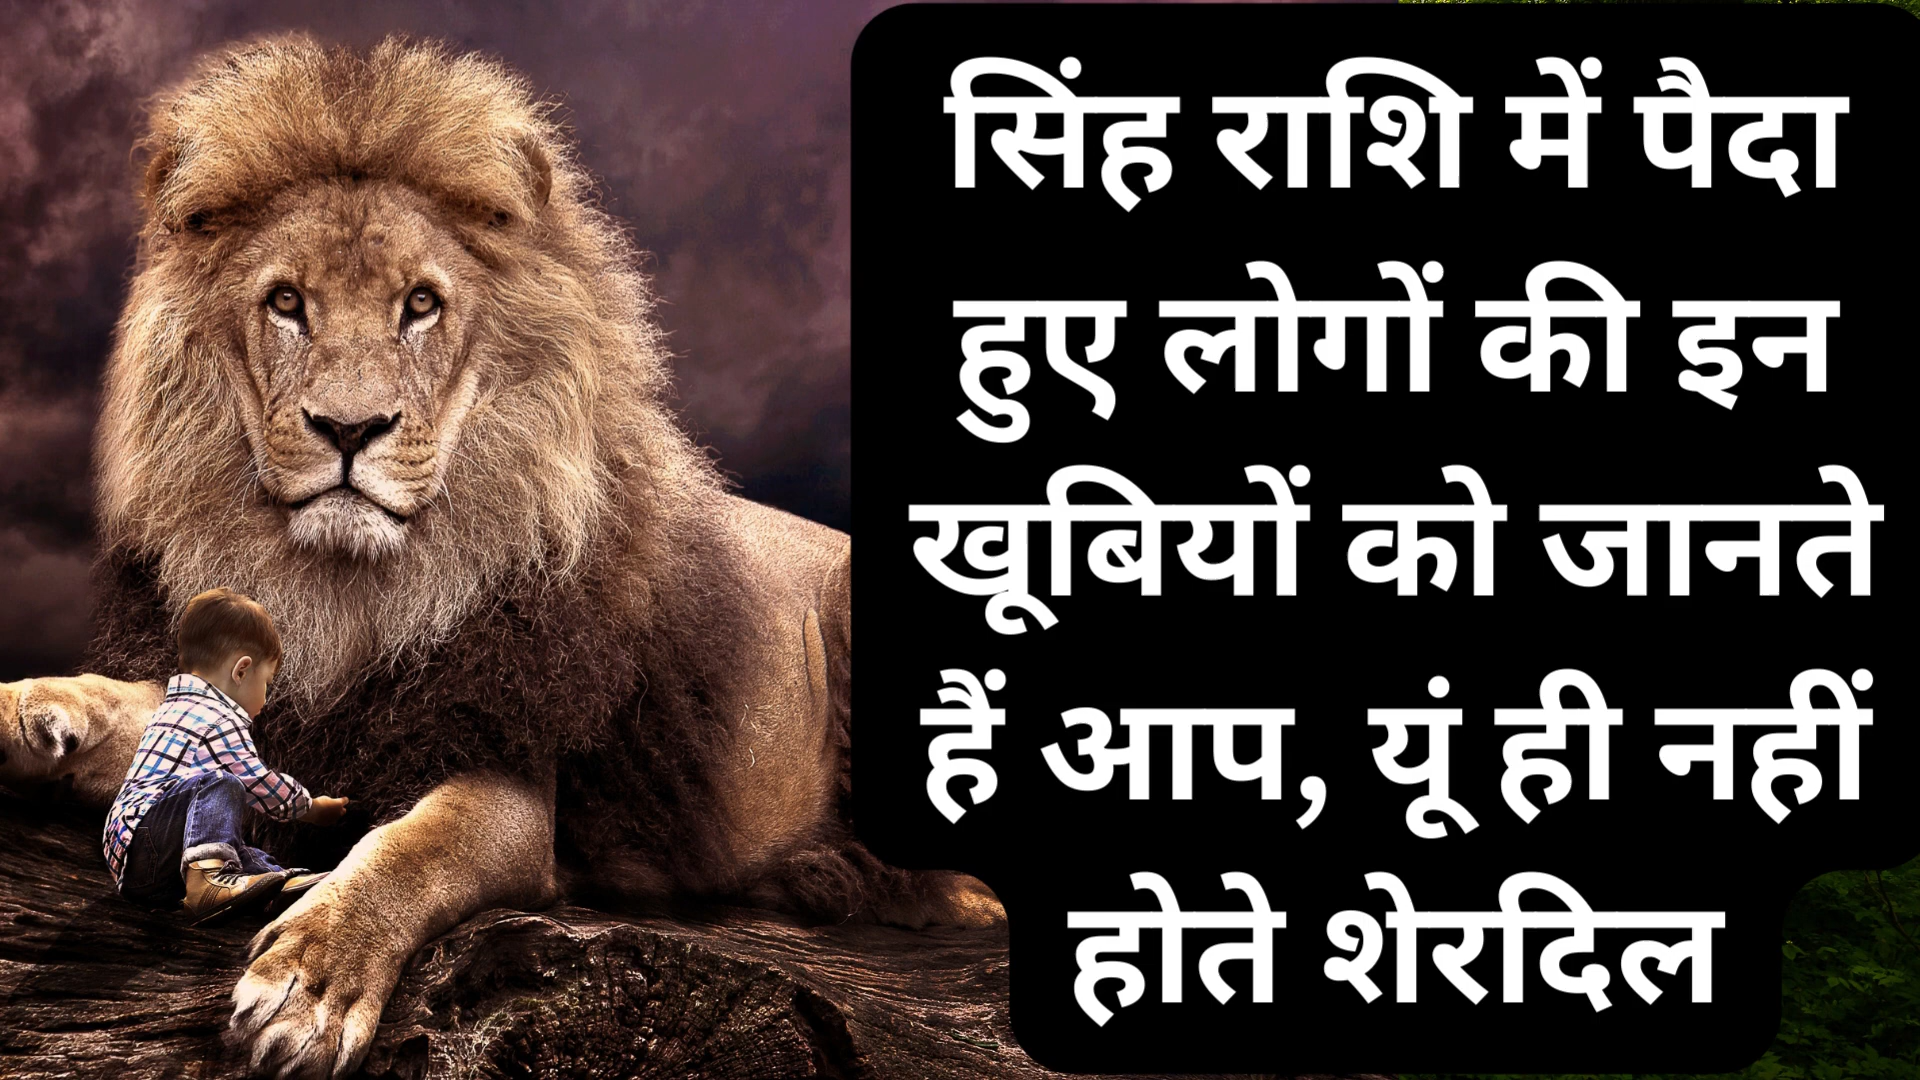 सिंह राशि में पैदा
हुए लोगों की इन
खूबियों को जानते
हैं आप, यूं ही नहीं
होते शेरदिल